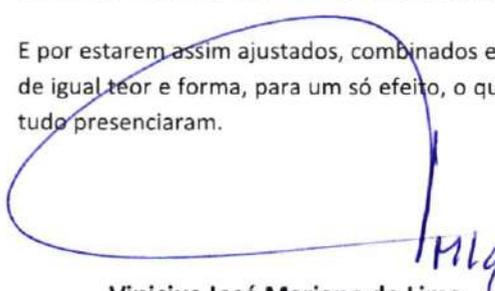 E por estarem assim ajustados, combinados e
de igual teor e forma, para um só efeito, o qu
tudo presenciaram.